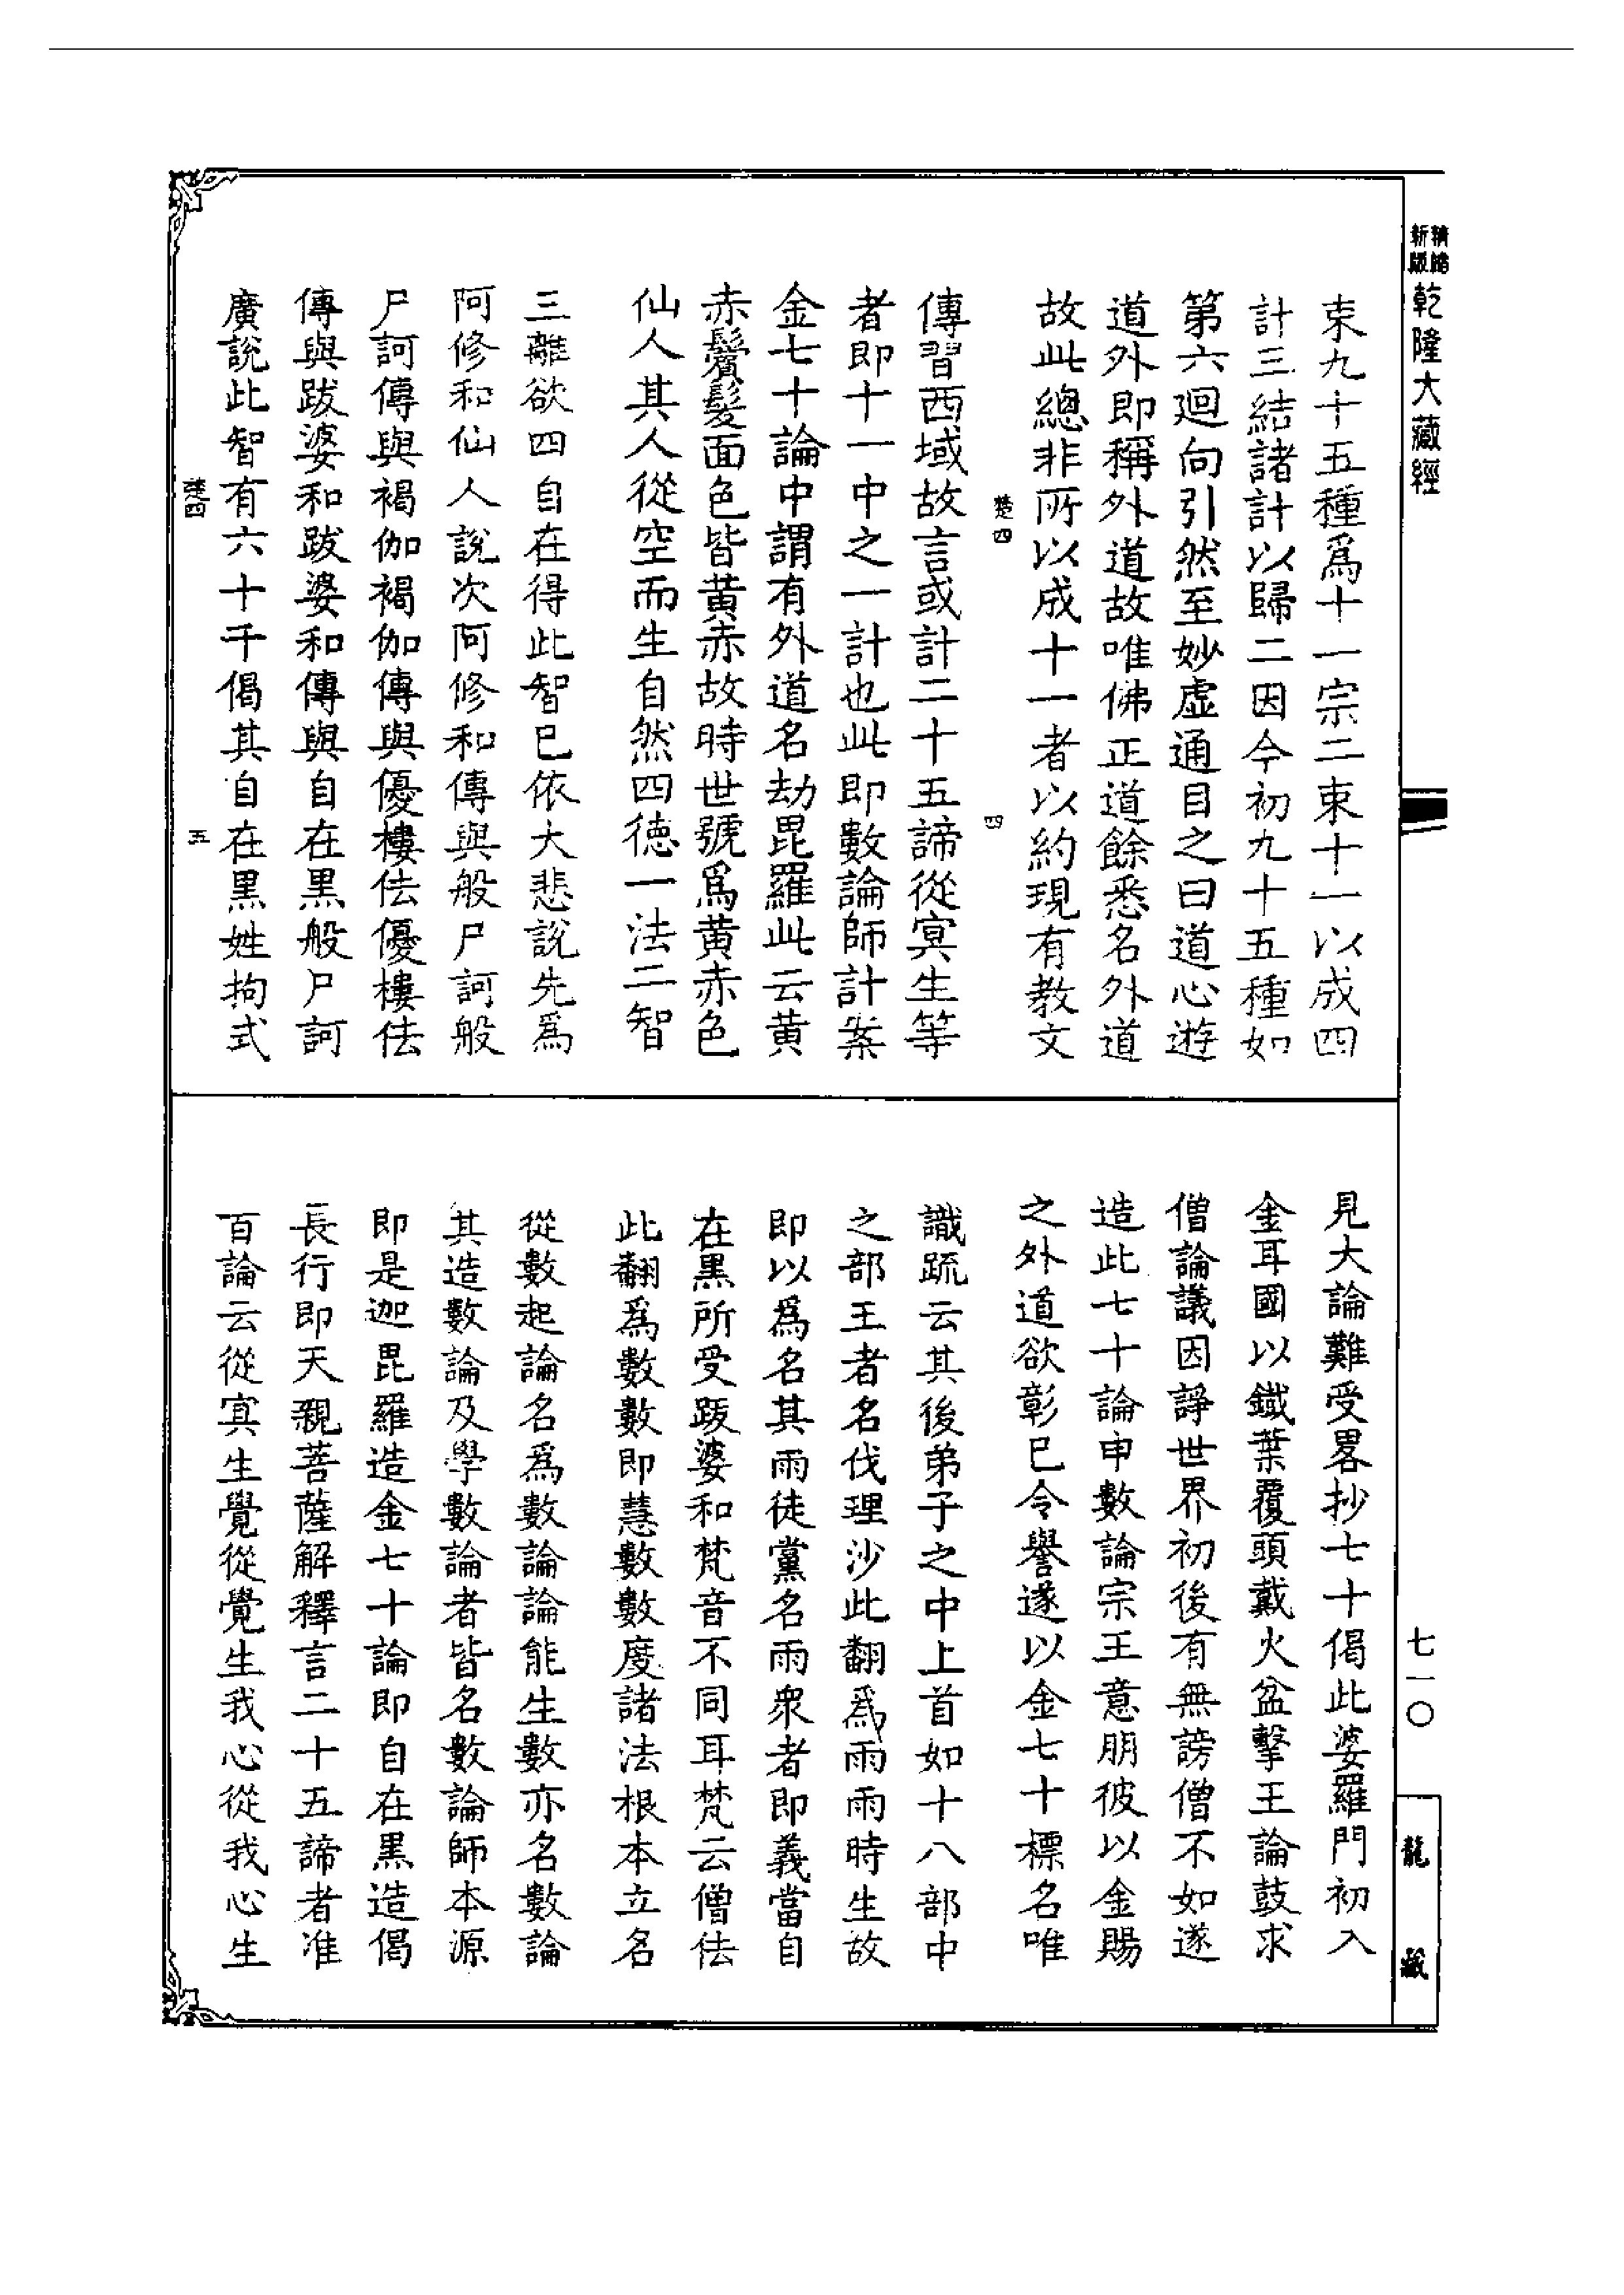 精縮新版
乾隆大藏經
束九十五種爲十一宗二束十一以成四
計三結諸計以歸二因今初九十五種如
第六迴向引然至妙虛通目之曰道心遊
道外即稱外道故唯佛正道餘悉名外道
故此總非所以成十一者以約現有教文
楚四
四
傳習西域故言或計二十五諦從冥生等
者即十一中之一計也此即數論師計案
金七十論中謂有外道名劫毘羅此云黃
赤鬢髮面色皆黃赤故時世號爲黃赤色
仙人其人從空而生自然四德一法二智
三離欲四自在得此智已依大悲說先爲
阿修和仙人說次阿修和傳與般尸訶般
尸訶傳與褐伽褐伽傳與優樓佉優樓佉
傳與跋婆和跋婆和傳與自在黑般尸訶
廣說此智有六十千偈其自在黑姓拘式
楚四
五
見大論難受畧抄七十偈此婆羅門初入
金耳國以鐵葉覆頭戴火盆擊王論鼓求
僧論議因諍世界初後有無謗僧不如遂
造此七十論申數論宗王意朋彼以金賜
之外道欲彰已令譽遂以金七十標名唯
識疏云其後弟子之中上首如十八部中
之部王者名伐理沙此翻爲雨雨時生故
即以爲名其雨徒黨名雨衆者即義當自
在黑所受跋婆和梵音不同耳梵云僧佉
此翻爲數數即慧數數度諸法根本立名
從數起論名爲數論論能生數亦名數論
其造數論及學數論者皆名數論師本源
即是迦毘羅造金七十論即自在黑造偈
長行即天親菩薩解釋言二十五諦者准
百論云從冥生覺從覺生我心從我心生
七一〇
龍藏